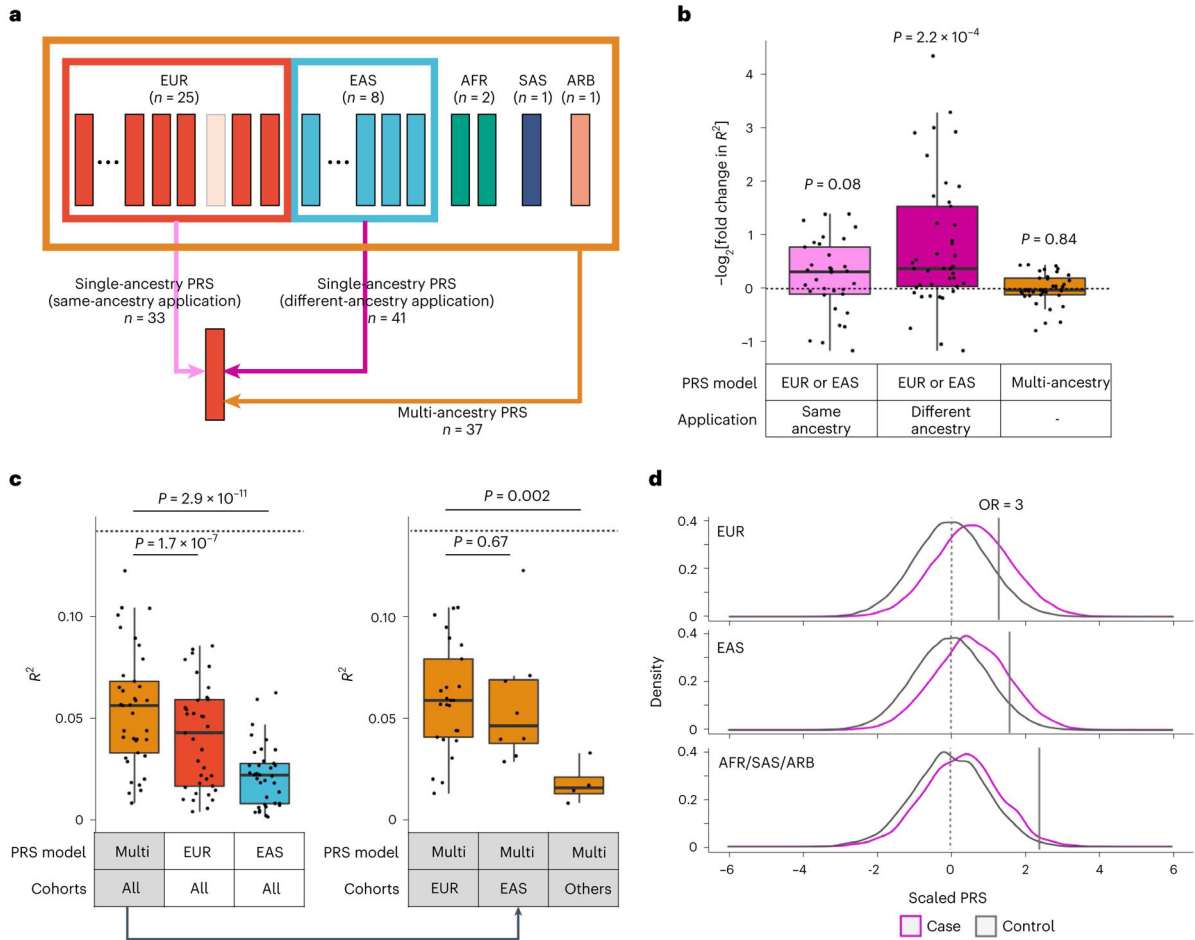 a
EUR
(n = 25)
EAS
(n = 8)
AFR
(n = 2)
SAS
(n = 1)
ARB
(n = 1)
...
...
Single-ancestry PRS
(same-ancestry application)
n = 33
Single-ancestry PRS
(different-ancestry application)
n = 41
Multi-ancestry PRS
n = 37
b
P = 2.2 × 10⁻⁴
P = 0.08
P = 0.84
4
3
2
1
0
−1
−log₂[fold change in R²]
PRS model
EUR or EAS
EUR or EAS
Multi-ancestry
Application
Same
ancestry
Different
ancestry
-
c
P = 2.9 × 10⁻¹¹
P = 1.7 × 10⁻⁷
0.10
0.05
0
R²
PRS model
Multi
EUR
EAS
Cohorts
All
All
All
P = 0.002
P = 0.67
0.10
0.05
0
R²
PRS model
Multi
Multi
Multi
Cohorts
EUR
EAS
Others
d
OR = 3
EUR
0.4
0.2
0
EAS
0.4
0.2
0
AFR/SAS/ARB
0.4
0.2
0
Density
−6
−4
−2
0
2
4
6
Scaled PRS
Case
Control